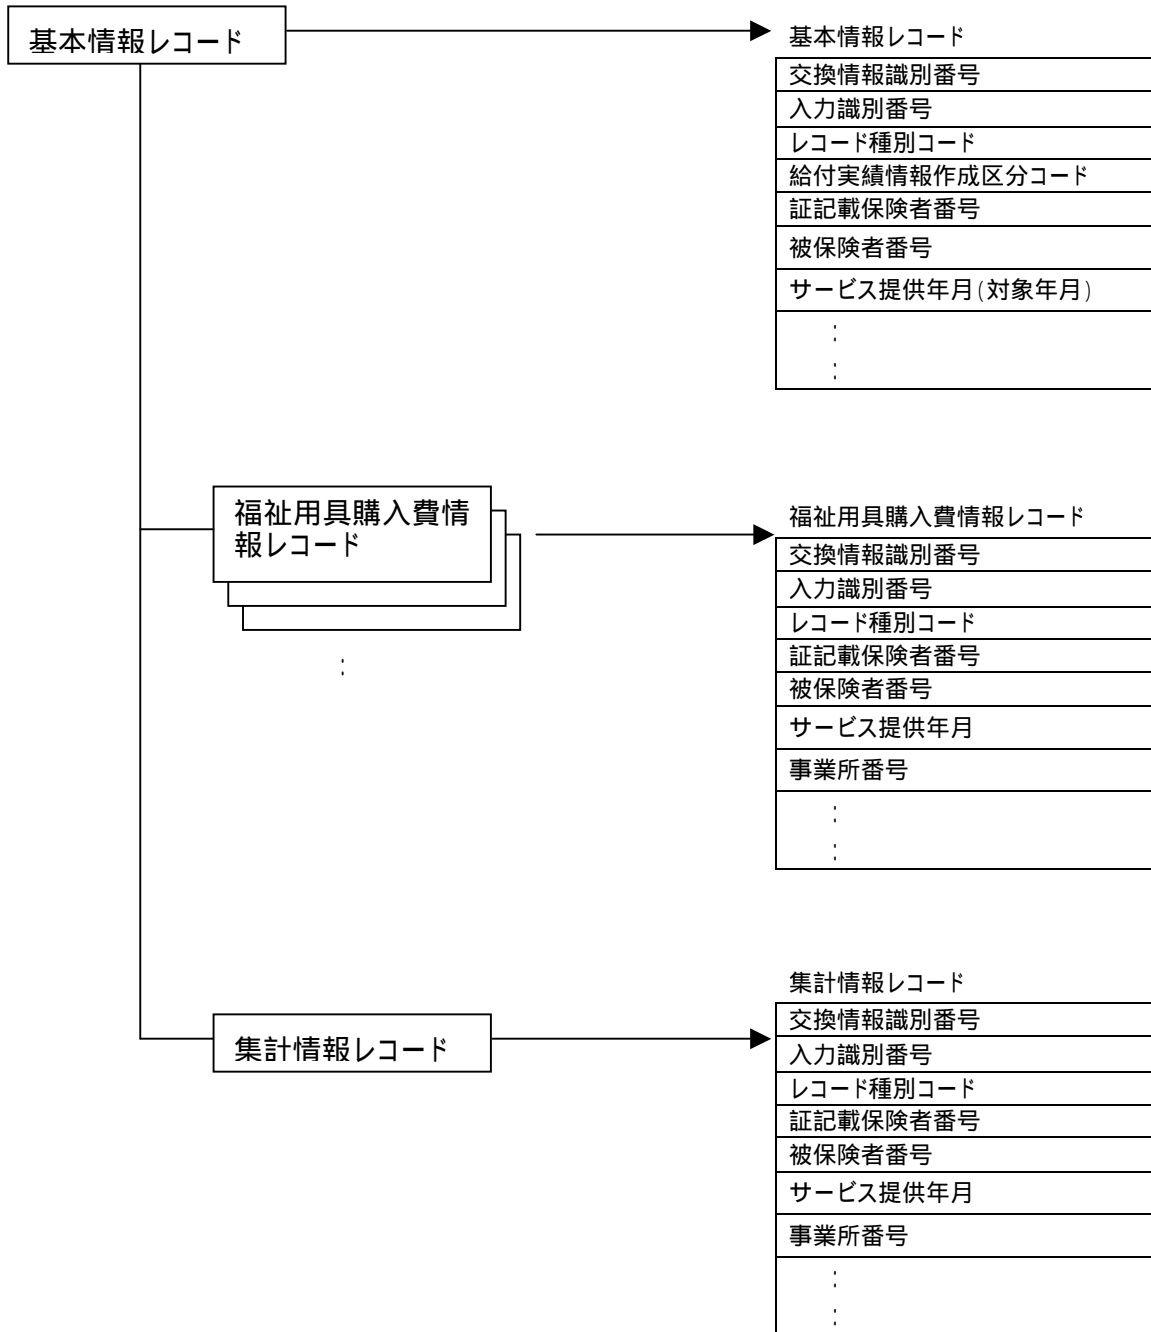 基本情報レコード
基本情報レコード
交換情報識別番号
入力識別番号
レコード種別コード
給付実績情報作成区分コード
証記載保険者番号
被保険者番号
サービス提供年月(対象年月)
:
:
福祉用具購入費情
報レコード
:
福祉用具購入費情報レコード
交換情報識別番号
入力識別番号
レコード種別コード
証記載保険者番号
被保険者番号
サービス提供年月
事業所番号
:
:
集計情報レコード
集計情報レコード
交換情報識別番号
入力識別番号
レコード種別コード
証記載保険者番号
被保険者番号
サービス提供年月
事業所番号
:
: